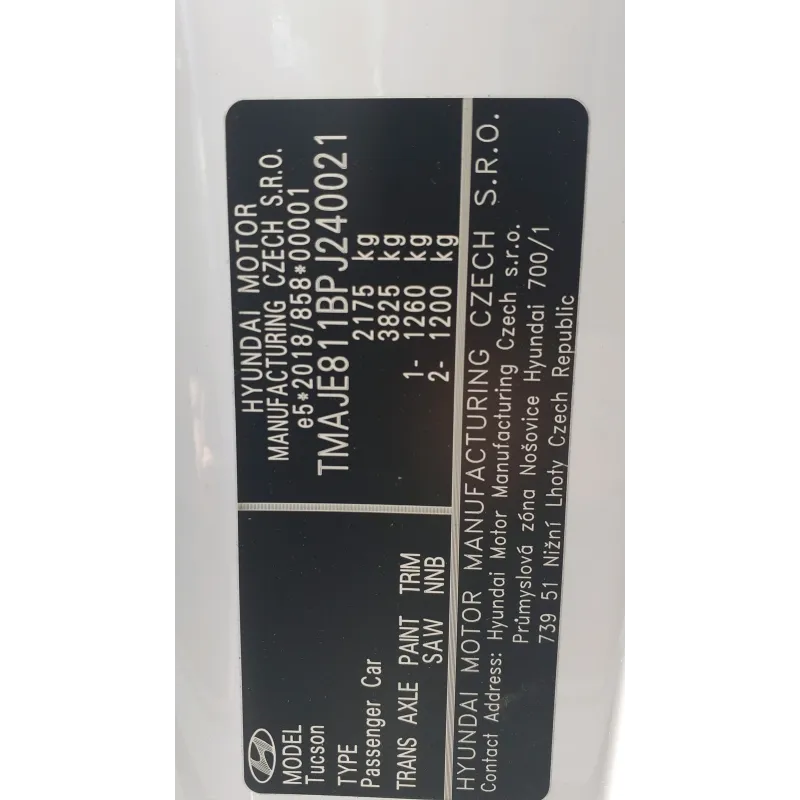 MODEL
Tucson
TYPE
Passenger Car
TRANS AXLE PAINT TRIM
SAW NNB
HYUNDAI MOTOR
MANUFACTURING CZECH S.R.O.
e5*2018/858*00001
TMAJE811BPJ240021
2175 kg
3825 kg
1- 1260 kg
2- 1200 kg
HYUNDAI MOTOR MANUFACTURING CZECH S.R.O.
Contact Address: Hyundai Motor Manufacturing Czech s.r.o.
Průmyslová zóna Nošovice Hyundai 700/1
739 51 Nižní Lhoty Czech Republic